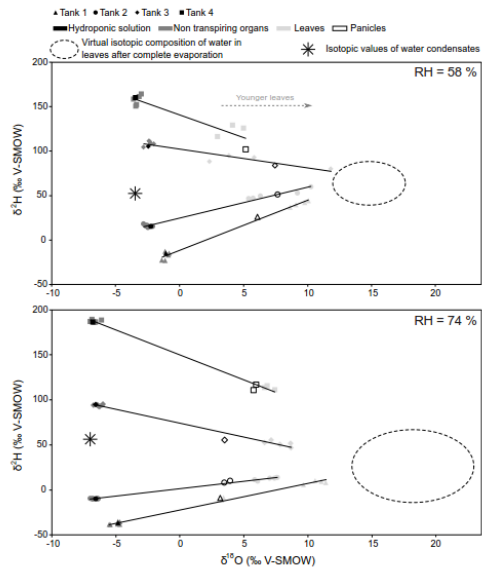 Tank 1 Tank 2 Tank 3 Tank 4
Hydroponic solution Non transpiring organs Leaves Panicles
Virtual isotopic composition of water in
leaves after complete evaporation
Isotopic values of water condensates
RH = 58 %
Younger leaves
200
150
100
50
0
-50
δ²H (‰ V-SMOW)
-10 -5 0 5 10 15 20
RH = 74 %
200
150
100
50
0
-50
δ²H (‰ V-SMOW)
-10 -5 0 5 10 15 20
δ¹⁸O (‰ V-SMOW)